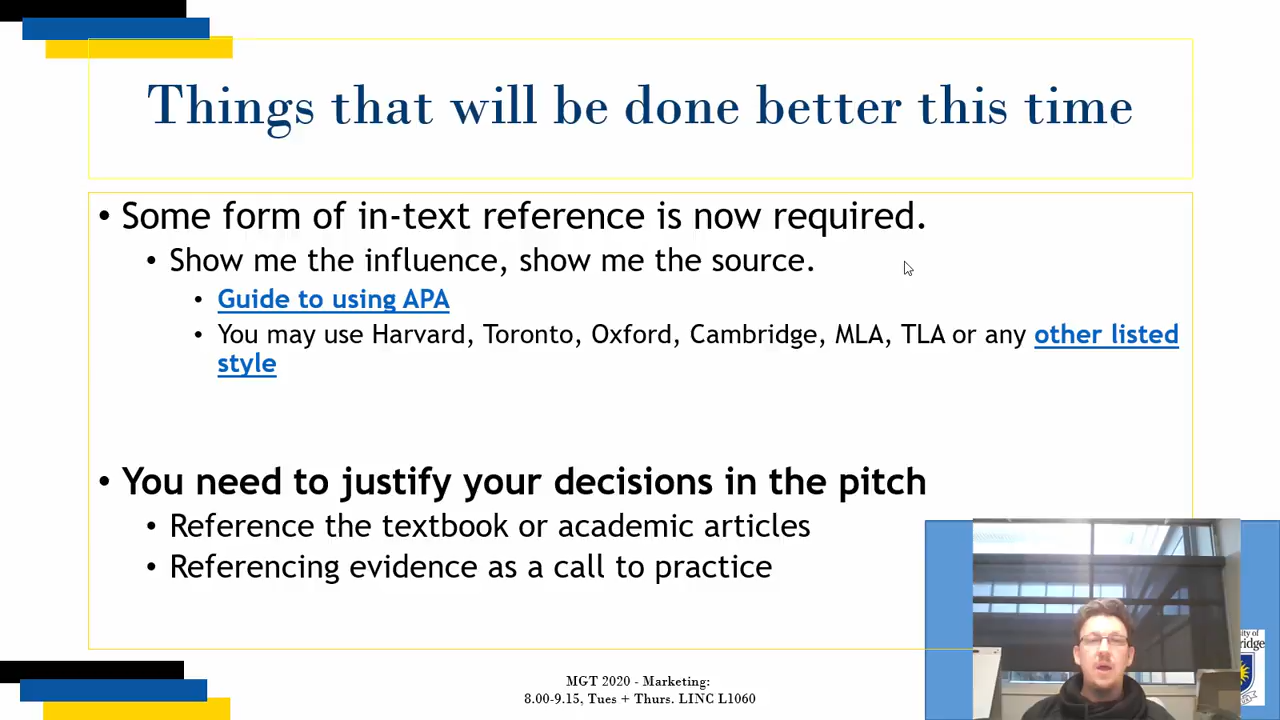 Things that will be done better this time
• Some form of in-text reference is now required.
• Show me the influence, show me the source.
• Guide to using APA
• You may use Harvard, Toronto, Oxford, Cambridge, MLA, TLA or any other listed
style
• You need to justify your decisions in the pitch
• Reference the textbook or academic articles
• Referencing evidence as a call to practice
MGT 2020 - Marketing:
8.00-9.15, Tues + Thurs. LINC L1060